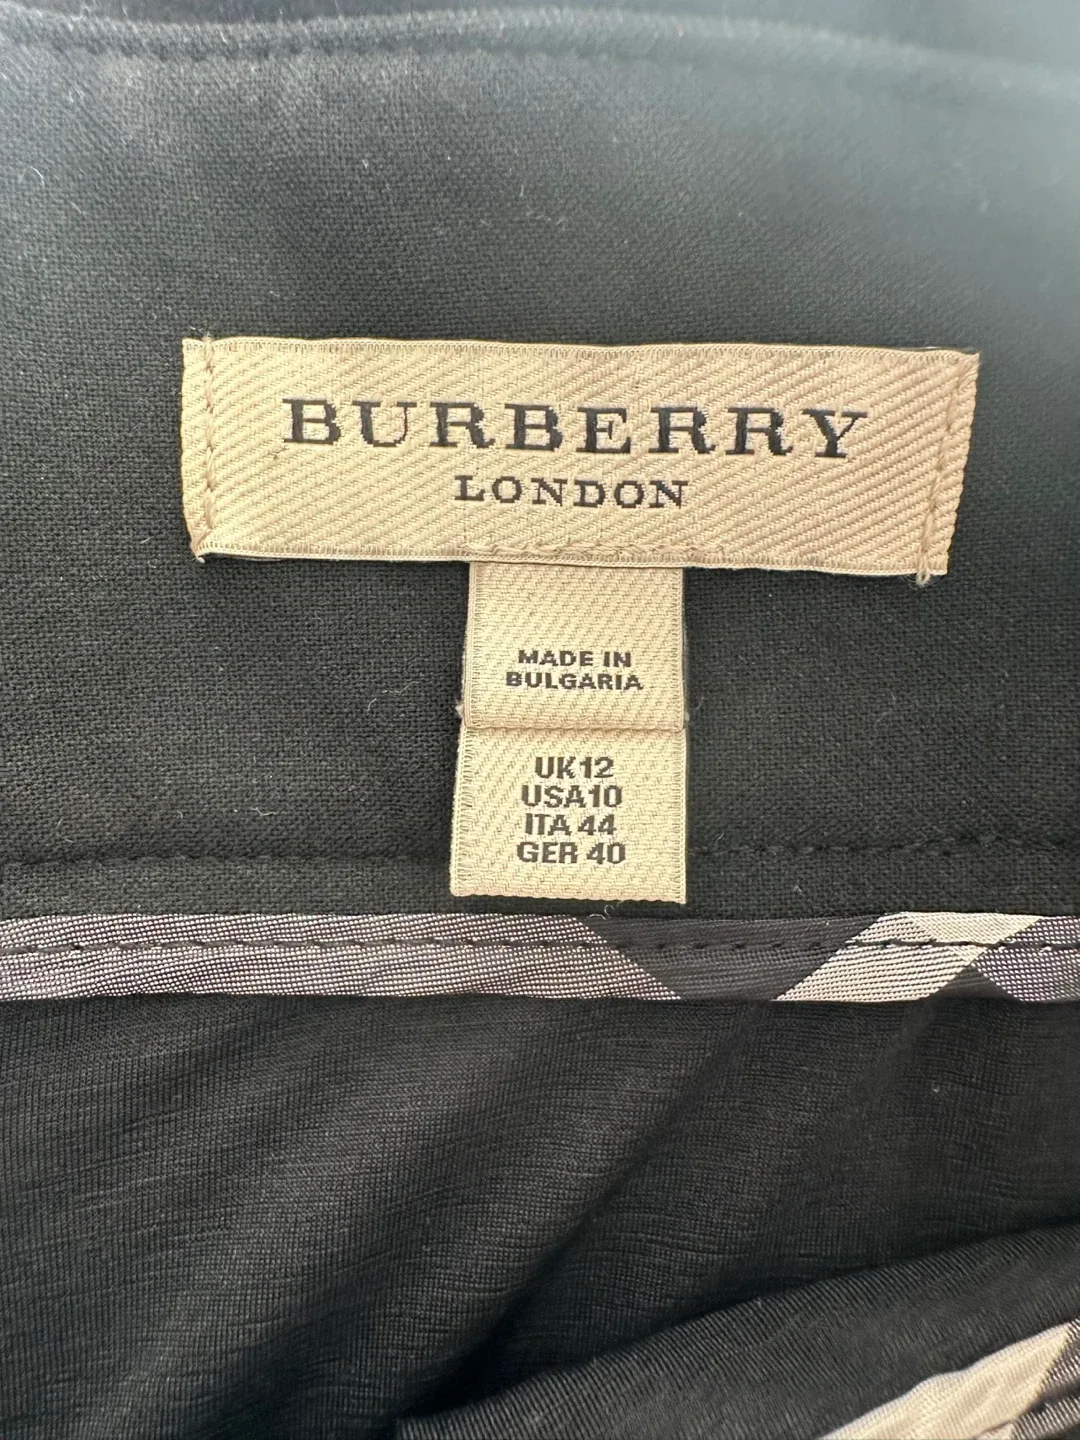 BURBERRY
LONDON
MADE IN
BULGARIA
UK12
USA10
ITA 44
GER 40